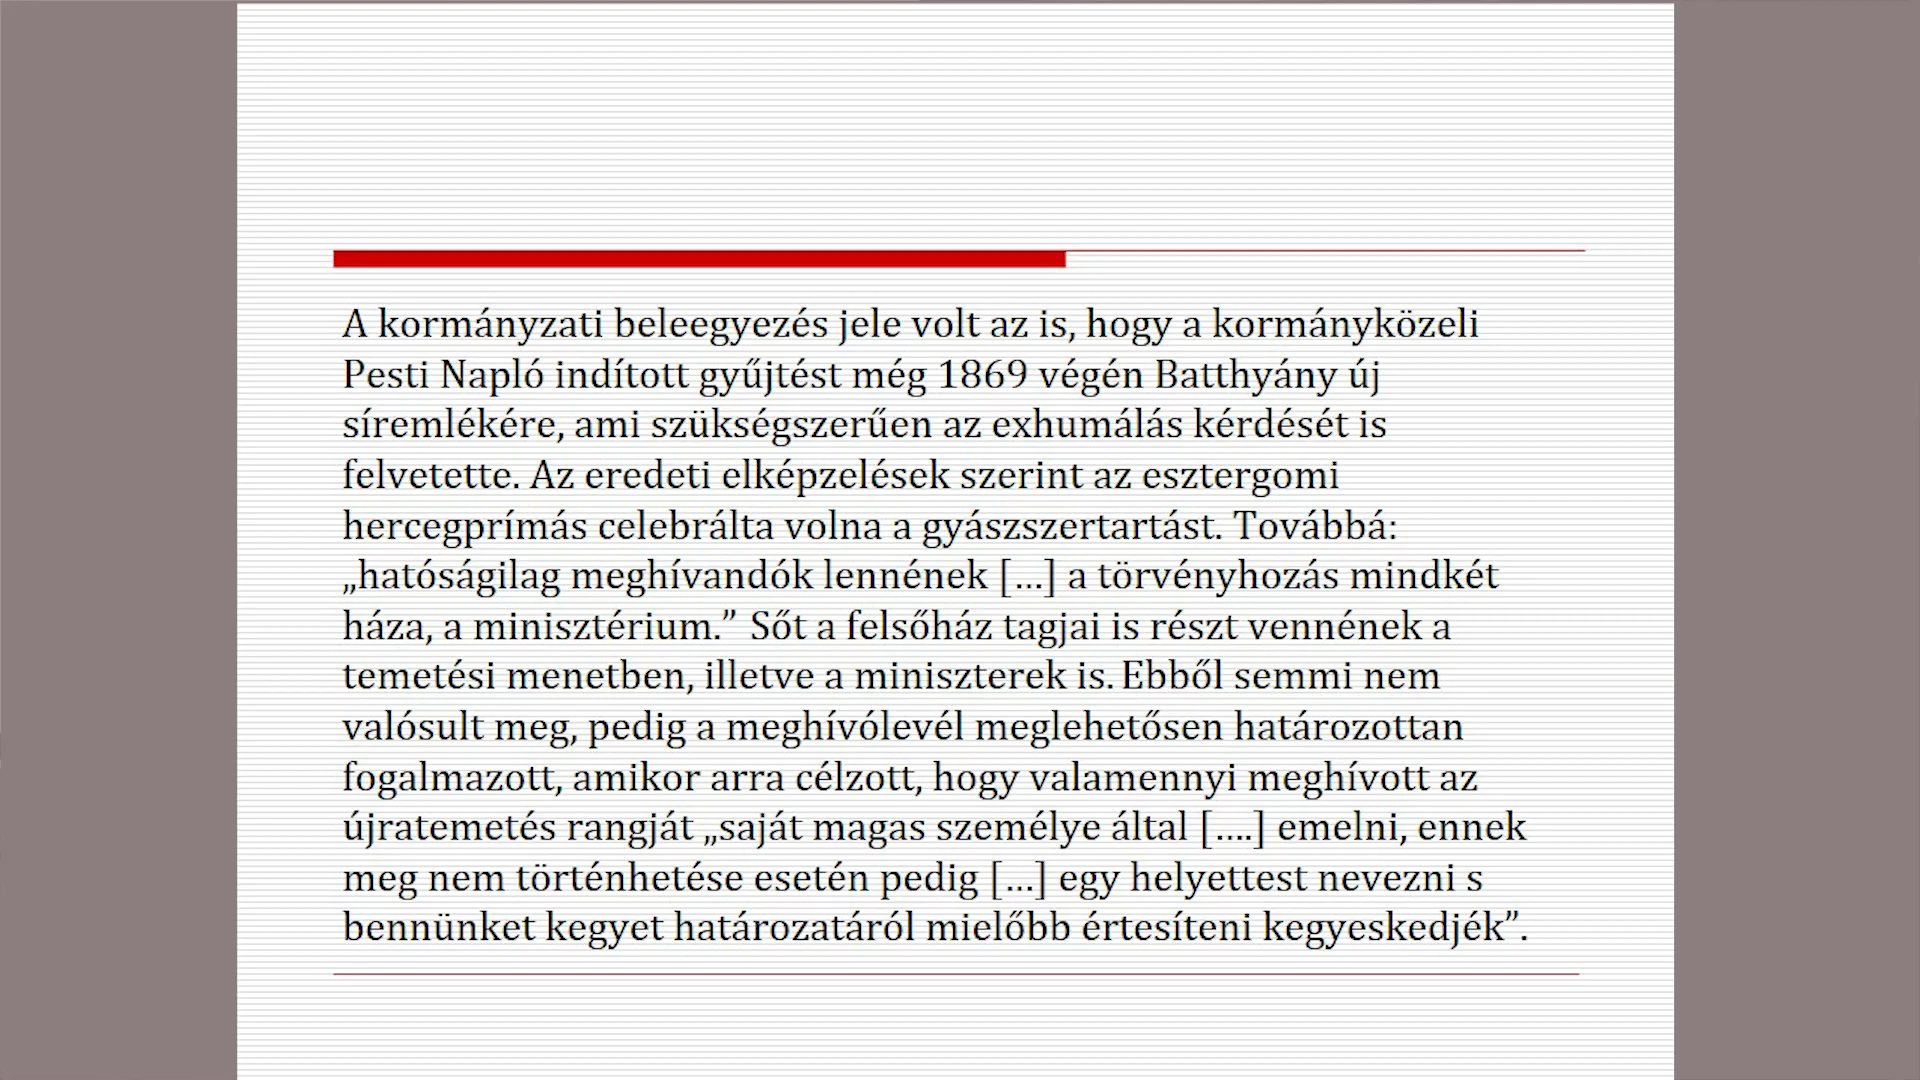 A kormányzati beleegyezés jele volt az is, hogy a kormányközeli
Pesti Napló indított gyűjtést még 1869 végén Batthyány új
síremlékére, ami szükségszerűen az exhumálás kérdését is
felvetette. Az eredeti elképzelések szerint az esztergomi
hercegprímás celebrálta volna a gyászszertartást. Továbbá:
„hatóságilag meghívandók lennének [...] a törvényhozás mindkét
háza, a minisztérium.” Sőt a felsőház tagjai is részt vennének a
temetési menetben, illetve a miniszterek is. Ebből semmi nem
valósult meg, pedig a meghívólevél meglehetősen határozottan
fogalmazott, amikor arra célzott, hogy valamennyi meghívott az
újratemetés rangját „saját magas személye által [....] emelni, ennek
meg nem történhetése esetén pedig [...] egy helyettest nevezni s
bennünket kegyet határozatáról mielőbb értesíteni kegyeskedjék”.